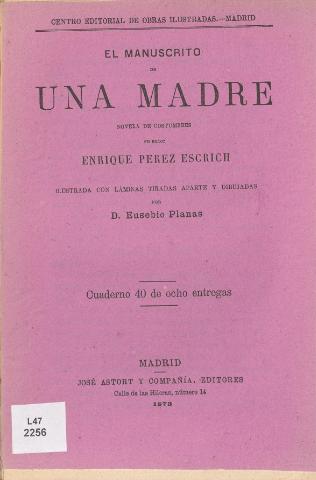 CENTRO EDITORIAL DE OBRAS ILUSTRADAS.—MADRID
EL MANUSCRITO
DE
UNA MADRE
NOVELA DE COSTUMBRES
ENRIQUE PEREZ ESCRICH
ILUSTRADA CON LÁMINAS TIRADAS APARTE Y DIBUJADAS
POR
D. Eusebio Planas
Cuaderno 40 de ocho entregas
MADRID
JOSÉ ASTORT Y COMPAÑÍA, EDITORES
Calle de las Hileras, número 14
1873
L47
2256